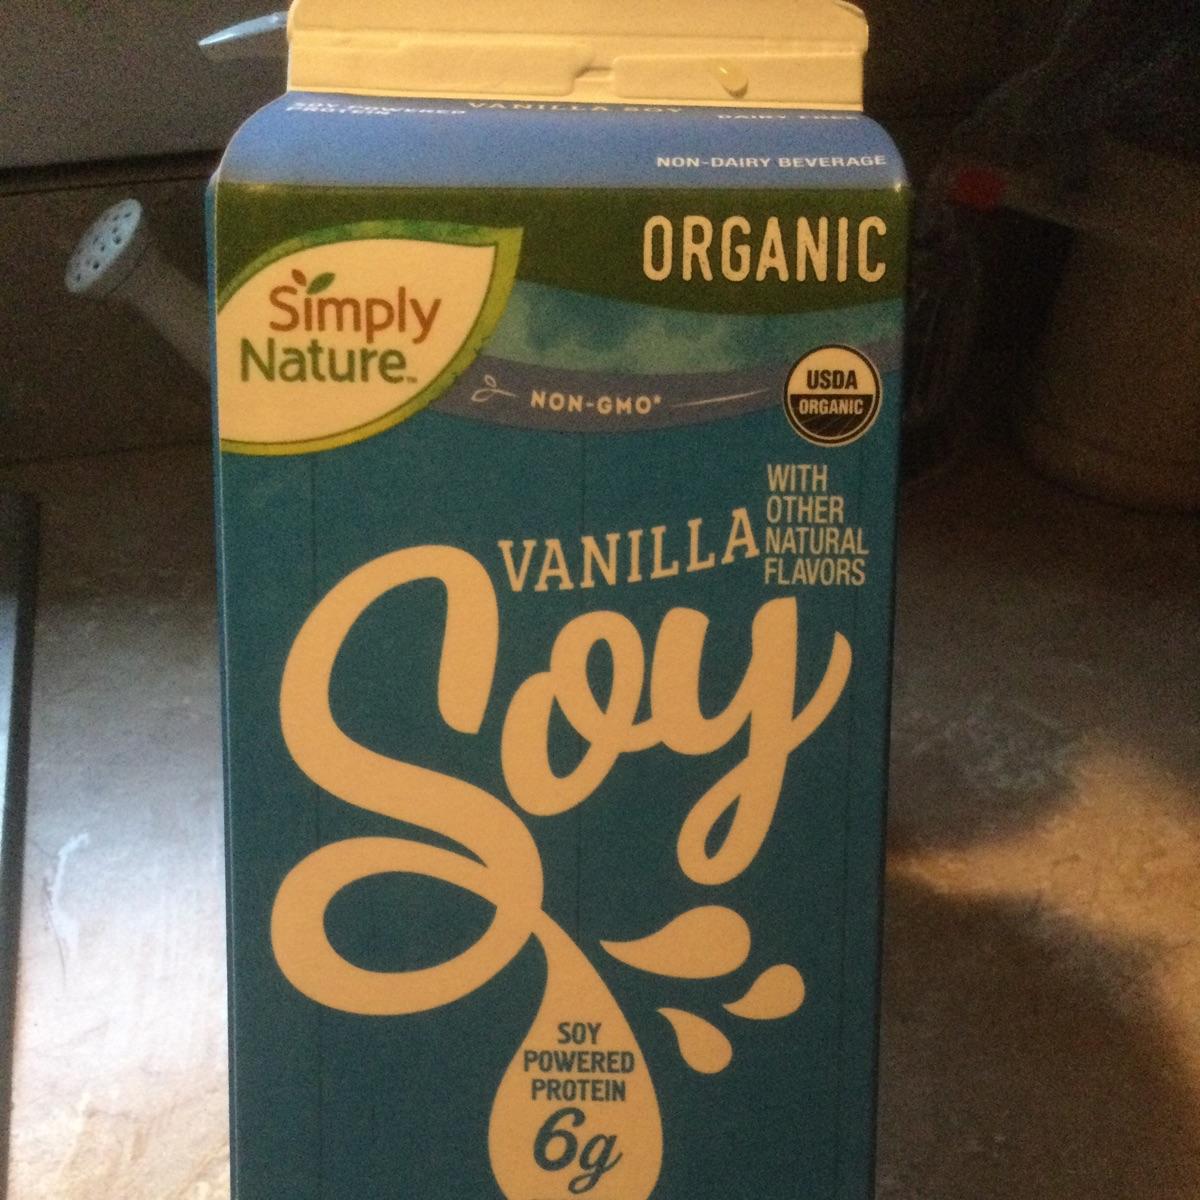 SOY POWERED
PROTEIN
VANILLA SOY
DAIRY FREE
NON-DAIRY BEVERAGE
ORGANIC
Simply
Nature™
NON-GMO*
USDA
ORGANIC
VANILLA
WITH
OTHER
NATURAL
FLAVORS
Soy
SOY
POWERED
PROTEIN
6g